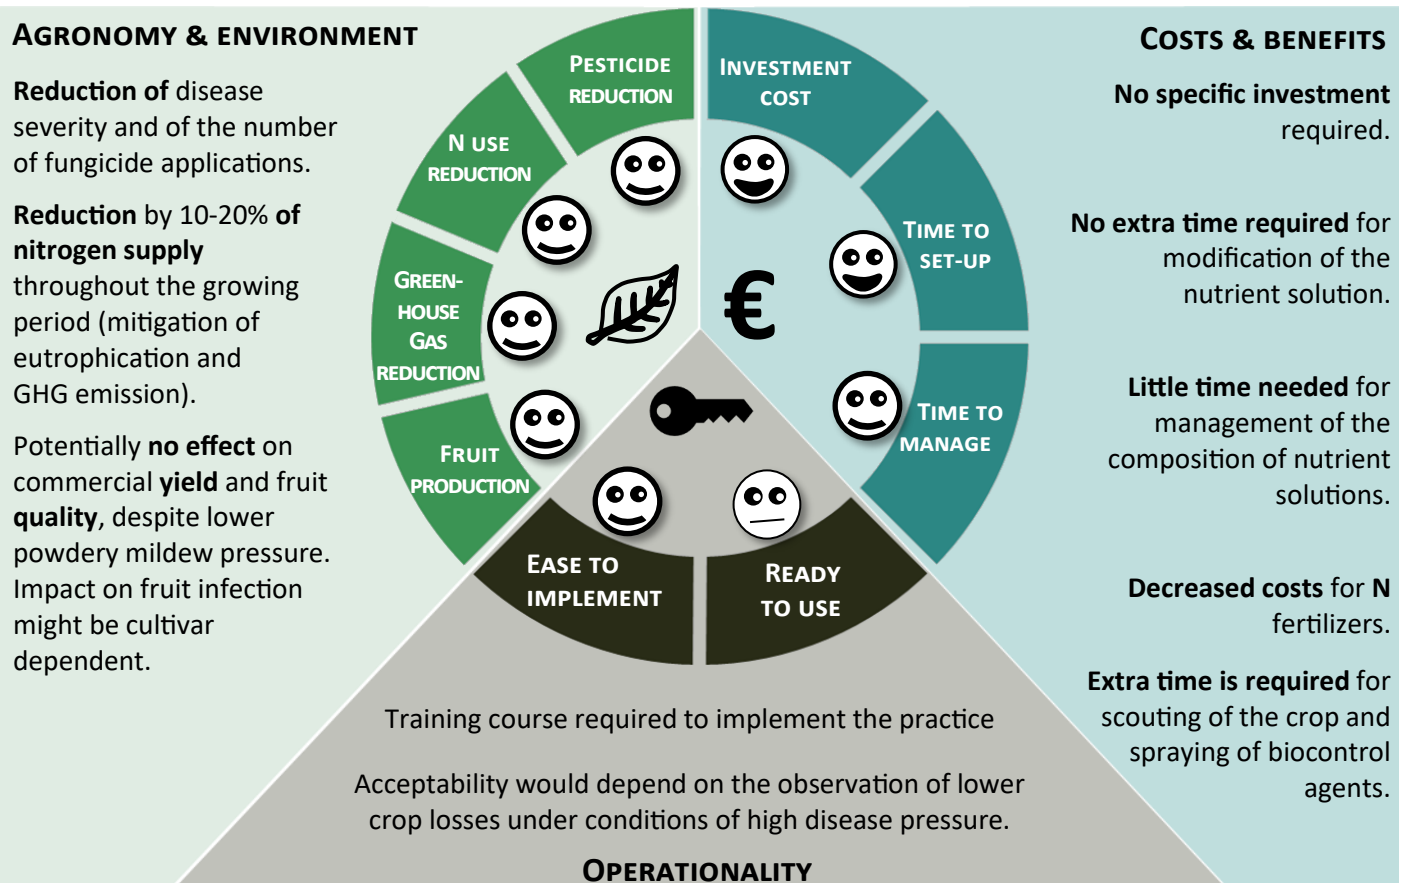 AGRONOMY & ENVIRONMENT
Reduction of disease
severity and of the number
of fungicide applications.
Reduction by 10-20% of
nitrogen supply
throughout the growing
period (mitigation of
eutrophication and
GHG emission).
Potentially no effect on
commercial yield and fruit
quality, despite lower
powdery mildew pressure.
Impact on fruit infection
might be cultivar
dependent.
PESTICIDE
REDUCTION
N USE
REDUCTION
GREEN-
HOUSE
GAS
REDUCTION
FRUIT
PRODUCTION
INVESTMENT
COST
TIME TO
SET-UP
TIME TO
MANAGE
€
EASE TO
IMPLEMENT
READY
TO USE
COSTS & BENEFITS
No specific investment
required.
No extra time required for
modification of the
nutrient solution.
Little time needed for
management of the
composition of nutrient
solutions.
Decreased costs for N
fertilizers.
Extra time is required for
scouting of the crop and
spraying of biocontrol
agents.
Training course required to implement the practice
Acceptability would depend on the observation of lower
crop losses under conditions of high disease pressure.
OPERATIONALITY